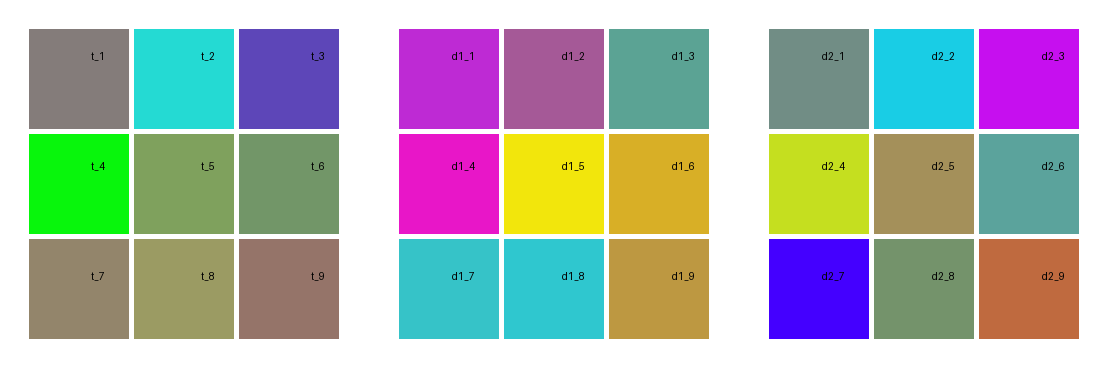 t_1 t_2 t_3 d1_1 d1_2 d1_3 d2_1 d2_2 d2_3
t_4 t_5 t_6 d1_4 d1_5 d1_6 d2_4 d2_5 d2_6
t_7 t_8 t_9 d1_7 d1_8 d1_9 d2_7 d2_8 d2_9